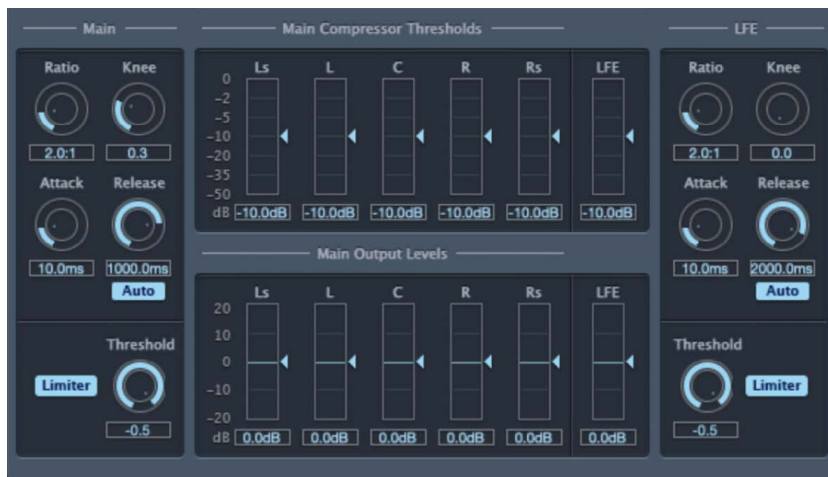 Main
Main Compressor Thresholds
LFE
Ratio Knee
2.0:1 0.3
Attack Release
10.0ms 1000.0ms
Auto
Threshold
Limiter
-0.5
Ls L C R Rs LFE
0
-2
-5
-10
-20
-35
-50
dB -10.0dB -10.0dB -10.0dB -10.0dB -10.0dB -10.0dB
Main Output Levels
Ls L C R Rs LFE
20
10
0
-10
-20
dB 0.0dB 0.0dB 0.0dB 0.0dB 0.0dB 0.0dB
Ratio Knee
2.0:1 0.0
Attack Release
10.0ms 2000.0ms
Auto
Threshold
Limiter
-0.5